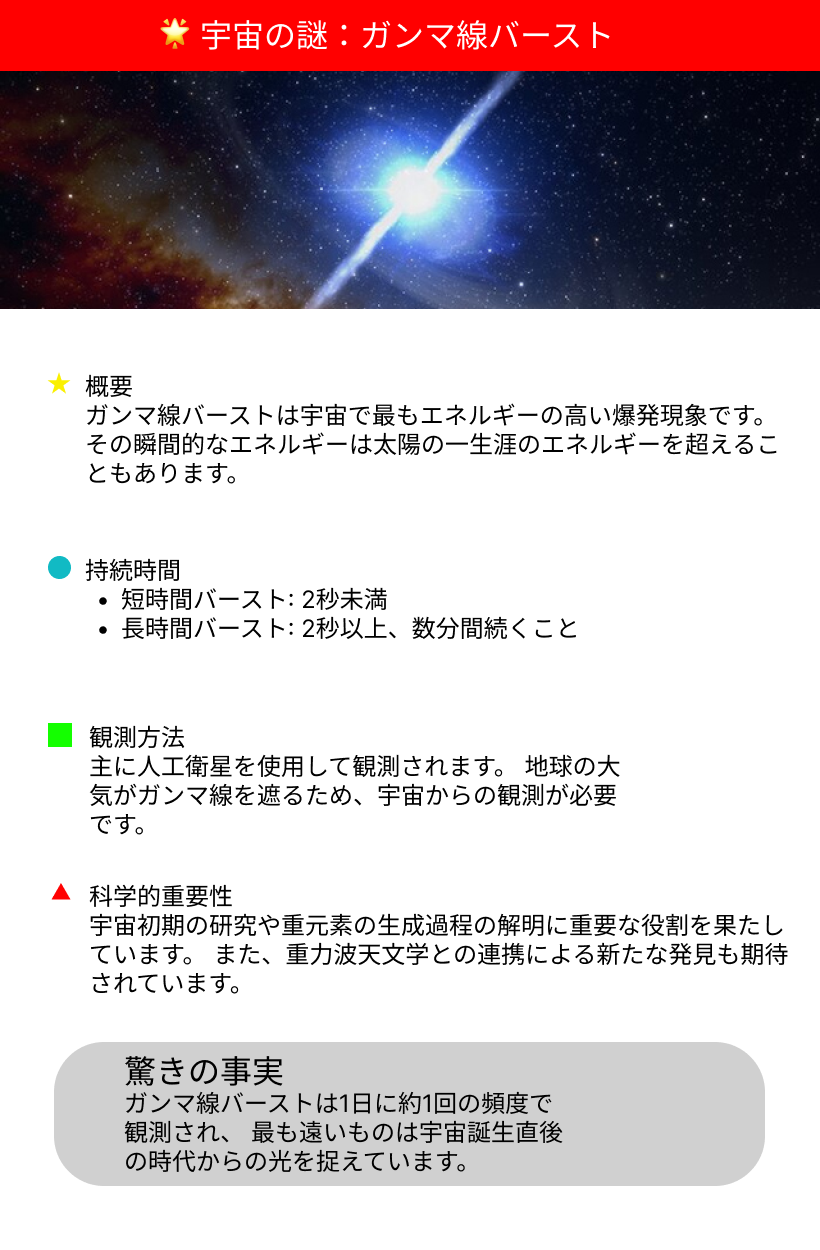 🌟 宇宙の謎：ガンマ線バースト
概要
ガンマ線バーストは宇宙で最もエネルギーの高い爆発現象です。
その瞬間的なエネルギーは太陽の一生涯のエネルギーを超えるこ
ともあります。
持続時間
• 短時間バースト: 2秒未満
• 長時間バースト: 2秒以上、数分間続くこと
観測方法
主に人工衛星を使用して観測されます。 地球の大
気がガンマ線を遮るため、宇宙からの観測が必要
です。
科学的重要性
宇宙初期の研究や重元素の生成過程の解明に重要な役割を果たし
ています。 また、重力波天文学との連携による新たな発見も期待
されています。
驚きの事実
ガンマ線バーストは1日に約1回の頻度で
観測され、 最も遠いものは宇宙誕生直後
の時代からの光を捉えています。